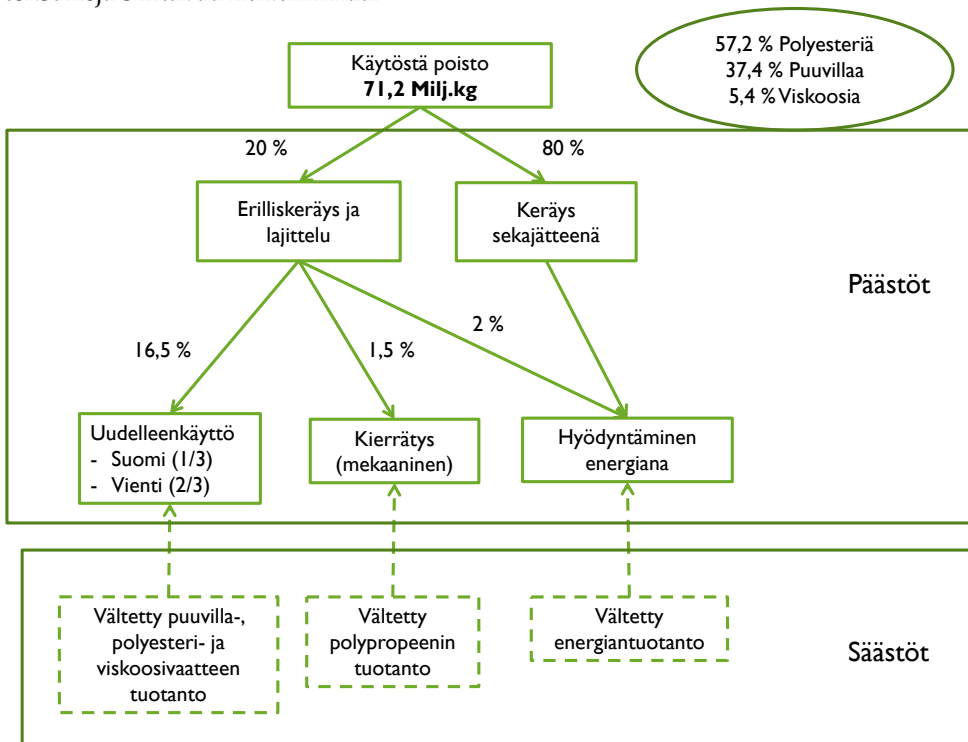 Käytöstä poisto
71,2 Milj.kg
57,2 % Polyesteriä
37,4 % Puuvillaa
5,4 % Viskoosia
20 %
80 %
Erilliskeräys ja
lajittelu
Keräys
sekajätteenä
Päästöt
16,5 %
1,5 %
2 %
Uudelleenkäyttö
- Suomi (1/3)
- Vienti (2/3)
Kierrätys
(mekaaninen)
Hyödyntäminen
energiana
Vältetty puuvilla-,
polyesteri- ja
viskoosivaatteen
tuotanto
Vältetty
polypropeenin
tuotanto
Vältetty
energiantuotanto
Säästöt